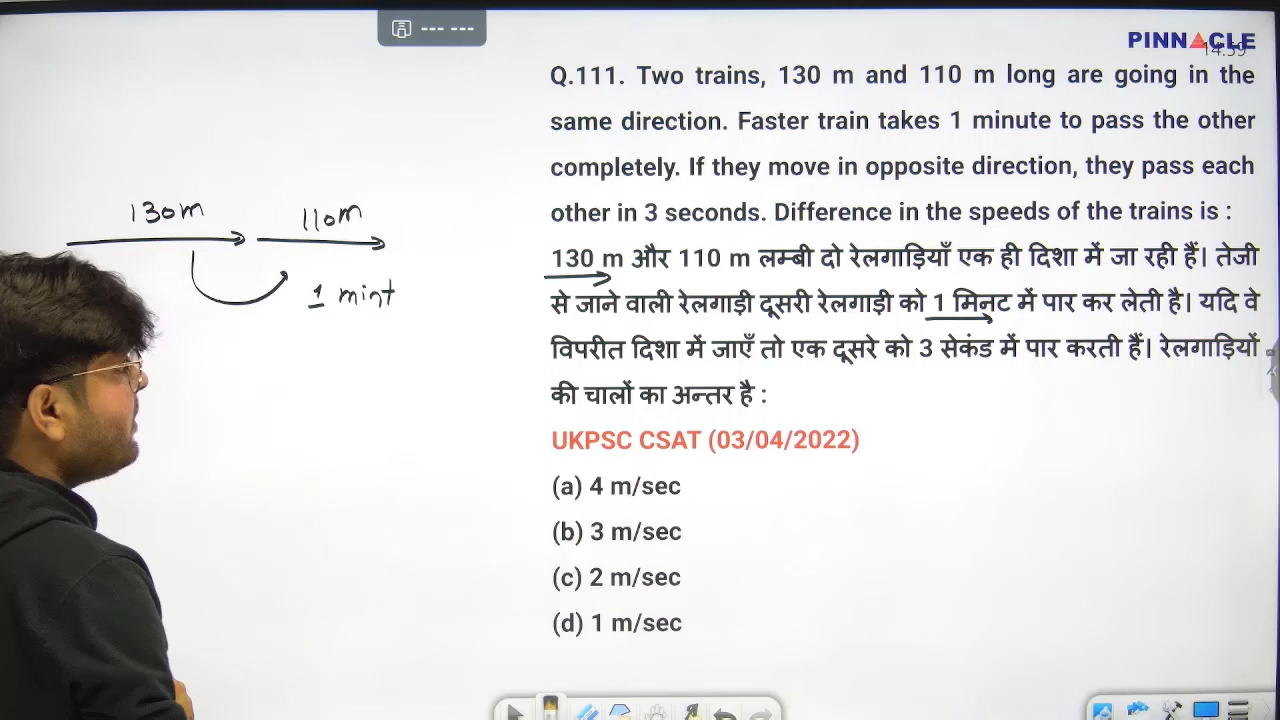 --- ---
PINNACLE
14:59
Q.111. Two trains, 130 m and 110 m long are going in the
same direction. Faster train takes 1 minute to pass the other
completely. If they move in opposite direction, they pass each
other in 3 seconds. Difference in the speeds of the trains is :
130 m और 110 m लम्बी दो रेलगाड़ियाँ एक ही दिशा में जा रही हैं। तेजी
से जाने वाली रेलगाड़ी दूसरी रेलगाड़ी को 1 मिनट में पार कर लेती है। यदि वे
विपरीत दिशा में जाएँ तो एक दूसरे को 3 सेकंड में पार करती हैं। रेलगाड़ियों
की चालों का अन्तर है :
UKPSC CSAT (03/04/2022)
(a) 4 m/sec
(b) 3 m/sec
(c) 2 m/sec
(d) 1 m/sec
130m
110m
1 mint